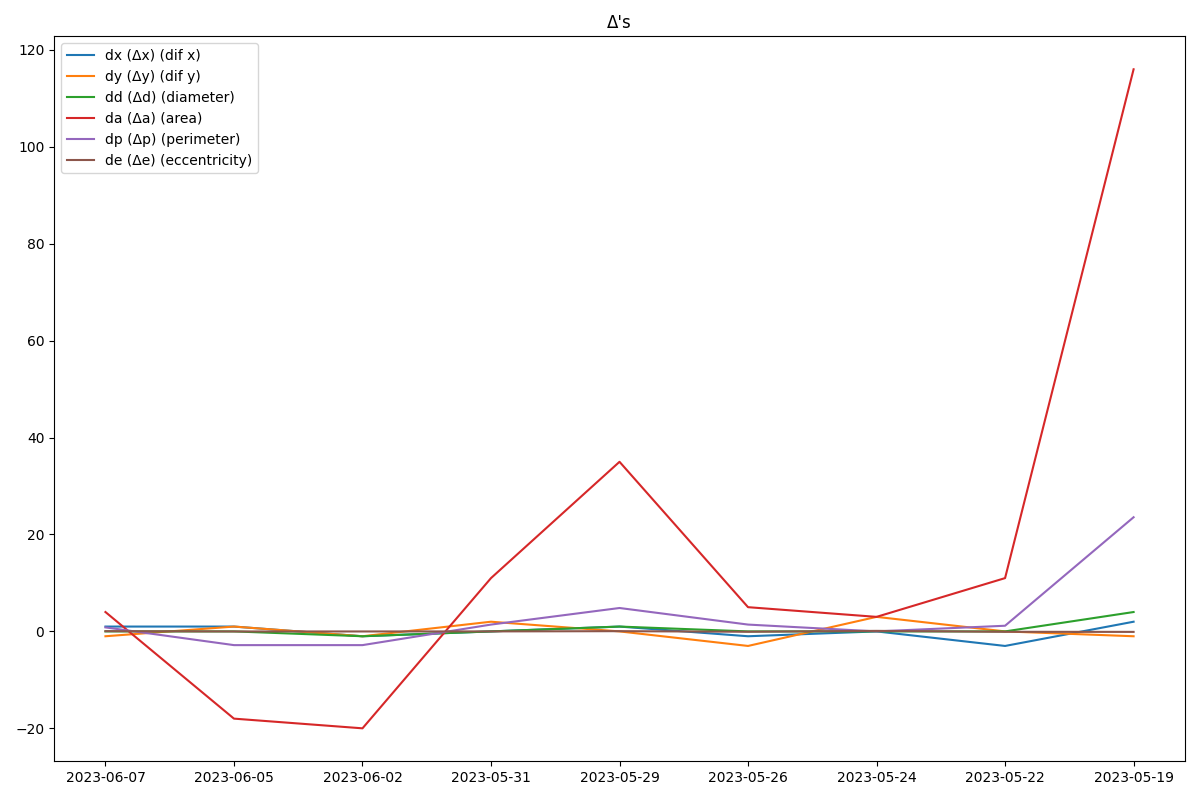 Δ's
dx (Δx) (dif x)
dy (Δy) (dif y)
dd (Δd) (diameter)
da (Δa) (area)
dp (Δp) (perimeter)
de (Δe) (eccentricity)
120
100
80
60
40
20
0
−20
2023-06-07 2023-06-05 2023-06-02 2023-05-31 2023-05-29 2023-05-26 2023-05-24 2023-05-22 2023-05-19